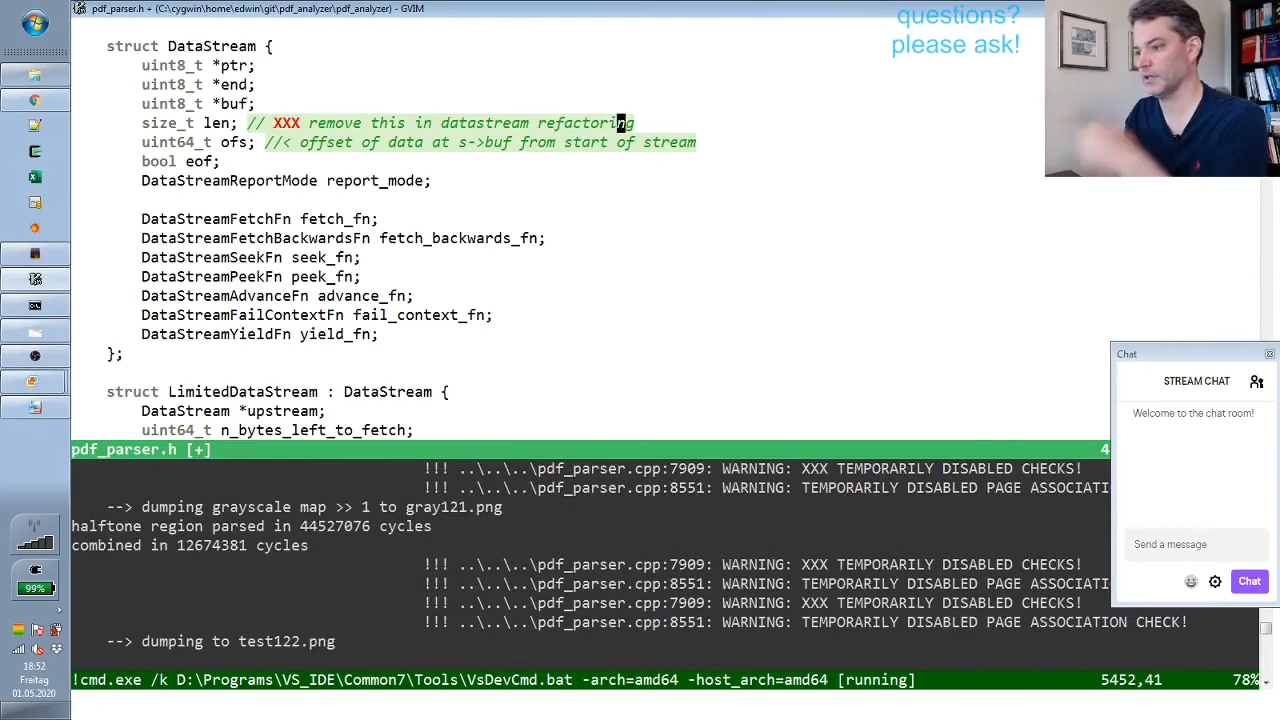 pdf_parser.h + (C:\cygwin\home\edwin\git\pdf_analyzer\pdf_analyzer) - GVIM
questions?
please ask!
struct DataStream {
uint8_t *ptr;
uint8_t *end;
uint8_t *buf;
size_t len; // XXX remove this in datastream refactoring
uint64_t ofs; //< offset of data at s->buf from start of stream
bool eof;
DataStreamReportMode report_mode;
DataStreamFetchFn fetch_fn;
DataStreamFetchBackwardsFn fetch_backwards_fn;
DataStreamSeekFn seek_fn;
DataStreamPeekFn peek_fn;
DataStreamAdvanceFn advance_fn;
DataStreamFailContextFn fail_context_fn;
DataStreamYieldFn yield_fn;
};
struct LimitedDataStream : DataStream {
DataStream *upstream;
uint64_t n_bytes_left_to_fetch;
pdf_parser.h [+] 4
!!! ..\..\..\pdf_parser.cpp:7909: WARNING: XXX TEMPORARILY DISABLED CHECKS!
!!! ..\..\..\pdf_parser.cpp:8551: WARNING: TEMPORARILY DISABLED PAGE ASSOCIATI
--> dumping grayscale map >> 1 to gray121.png
halftone region parsed in 44527076 cycles
combined in 12674381 cycles
!!! ..\..\..\pdf_parser.cpp:7909: WARNING: XXX TEMPORARILY DISABLED CHECKS!
!!! ..\..\..\pdf_parser.cpp:8551: WARNING: TEMPORARILY DISABLED PAGE ASSOCIATI
!!! ..\..\..\pdf_parser.cpp:7909: WARNING: XXX TEMPORARILY DISABLED CHECKS!
!!! ..\..\..\pdf_parser.cpp:8551: WARNING: TEMPORARILY DISABLED PAGE ASSOCIATION CHECK!
--> dumping to test122.png
!cmd.exe /k D:\Programs\VS_IDE\Common7\Tools\VsDevCmd.bat -arch=amd64 -host_arch=amd64 [running] 5452,41 78%
Chat
STREAM CHAT
Welcome to the chat room!
Send a message
Chat
99%
18:52
Freitag
01.05.2020